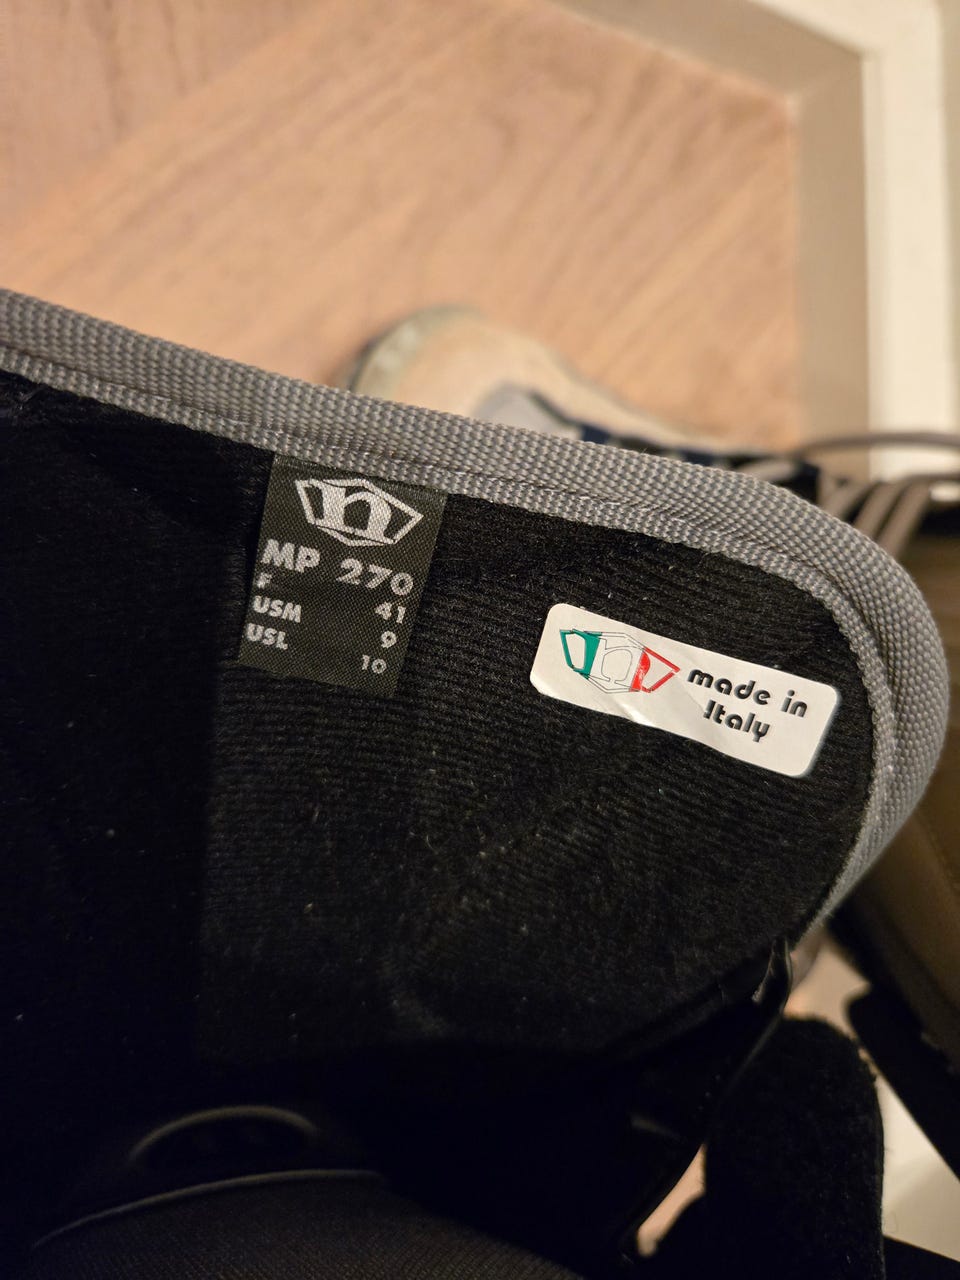 n
MP 270
F 41
USM 9
USL 10
n
made in
Italy